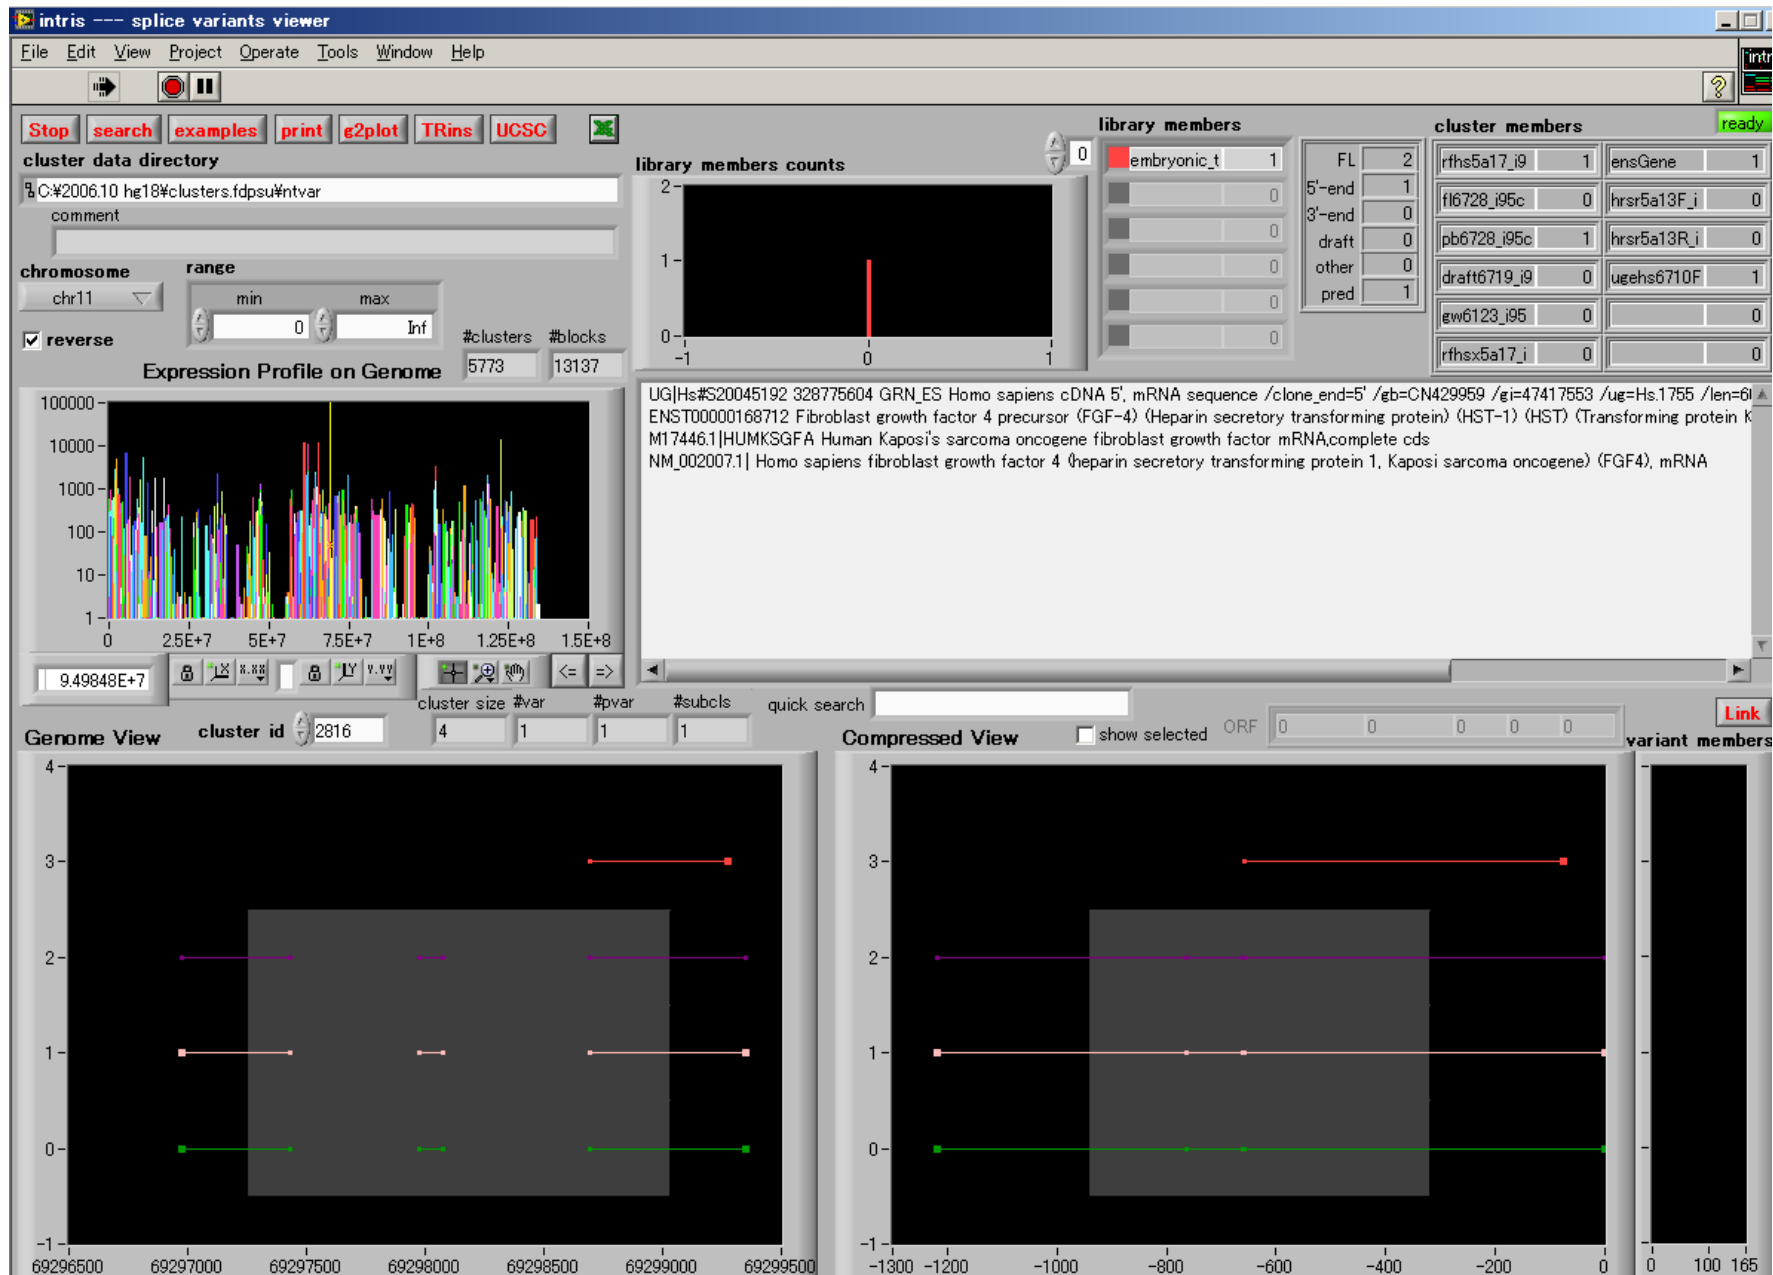 intris --- splice variants viewer
File Edit View Project Operate Tools Window Help
intr
?
Stop search examples print g2plot TRins UCSC
ready
cluster data directory
C:¥2006.10 hg18¥clusters.fdpsu¥ntvar
comment
chromosome
chr11
range
min max
0 Inf
reverse
#clusters #blocks
5773 13137
library members counts
0
2
1
0
-1 0 1
library members
embryonic_t 1
0
0
0
0
0
FL 2
5'-end 1
3'-end 0
draft 0
other 0
pred 1
cluster members
rfhs5a17_i9 1 ensGene 1
fl6728_i95c 0 hrsr5a13F_i 0
pb6728_i95c 1 hrsr5a13R_i 0
draft6719_i9 0 ugehs6710F 1
gw6123_i95 0 0
rfhsx5a17_i 0 0
Expression Profile on Genome
100000
10000
1000
100
10
1
0 2.5E+7 5E+7 7.5E+7 1E+8 1.25E+8 1.5E+8
9.49848E+7
X.XX Y.YY
<= =>
UG|Hs#S20045192 328775604 GRN_ES Homo sapiens cDNA 5', mRNA sequence /clone_end=5' /gb=CN429959 /gi=47417553 /ug=Hs.1755 /len=6
ENST00000168712 Fibroblast growth factor 4 precursor (FGF-4) (Heparin secretory transforming protein) (HST-1) (HST) (Transforming protein K
M17446.1|HUMKSGFA Human Kaposi's sarcoma oncogene fibroblast growth factor mRNA,complete cds
NM_002007.1| Homo sapiens fibroblast growth factor 4 (heparin secretory transforming protein 1, Kaposi sarcoma oncogene) (FGF4), mRNA
cluster size #var #pvar #subcls
4 1 1 1
quick search
Genome View
cluster id 2816
Compressed View
show selected
ORF 0 0 0 0 0
Link
variant members
4
3
2
1
0
-1
69296500 69297000 69297500 69298000 69298500 69299000 69299500
4
3
2
1
0
-1
-1300 -1200 -1000 -800 -600 -400 -200 0
0 100 165